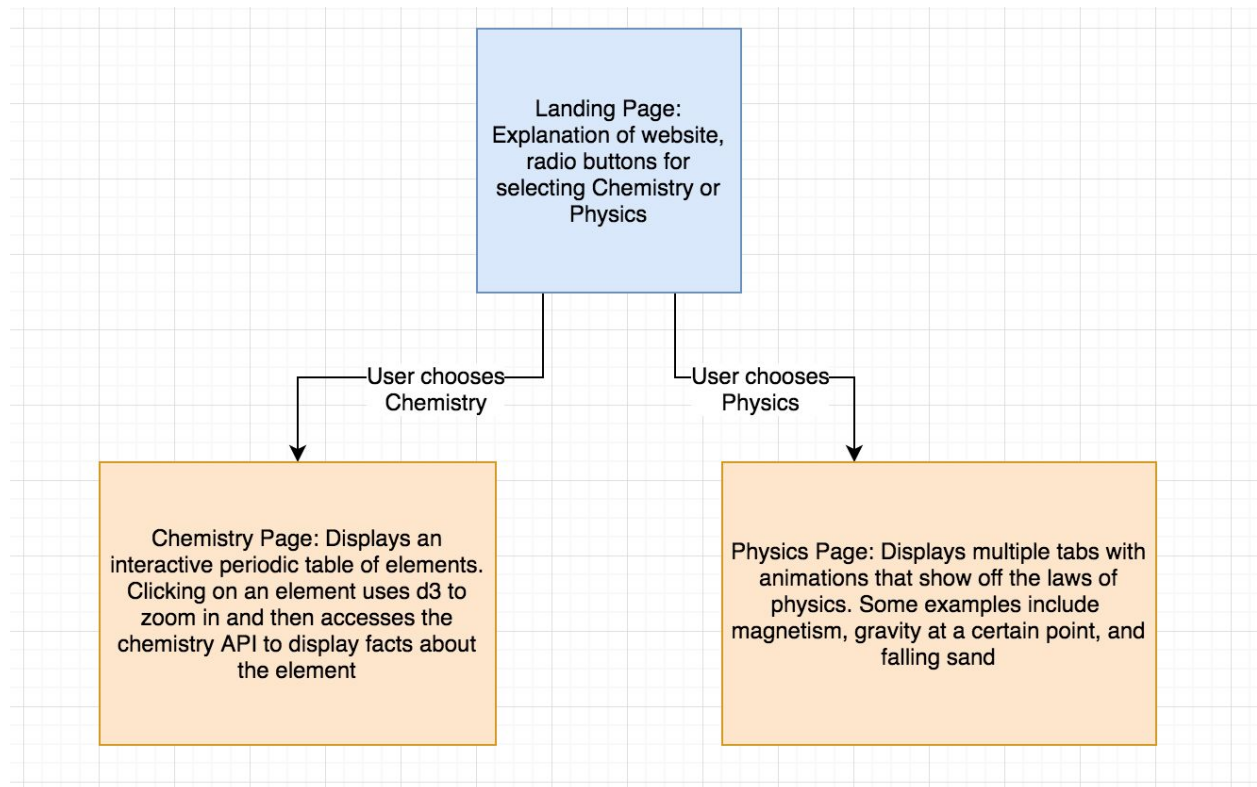 Landing Page:
Explanation of website,
radio buttons for
selecting Chemistry or
Physics
User chooses
Chemistry
User chooses
Physics
Chemistry Page: Displays an
interactive periodic table of elements.
Clicking on an element uses d3 to
zoom in and then accesses the
chemistry API to display facts about
the element
Physics Page: Displays multiple tabs with
animations that show off the laws of
physics. Some examples include
magnetism, gravity at a certain point, and
falling sand